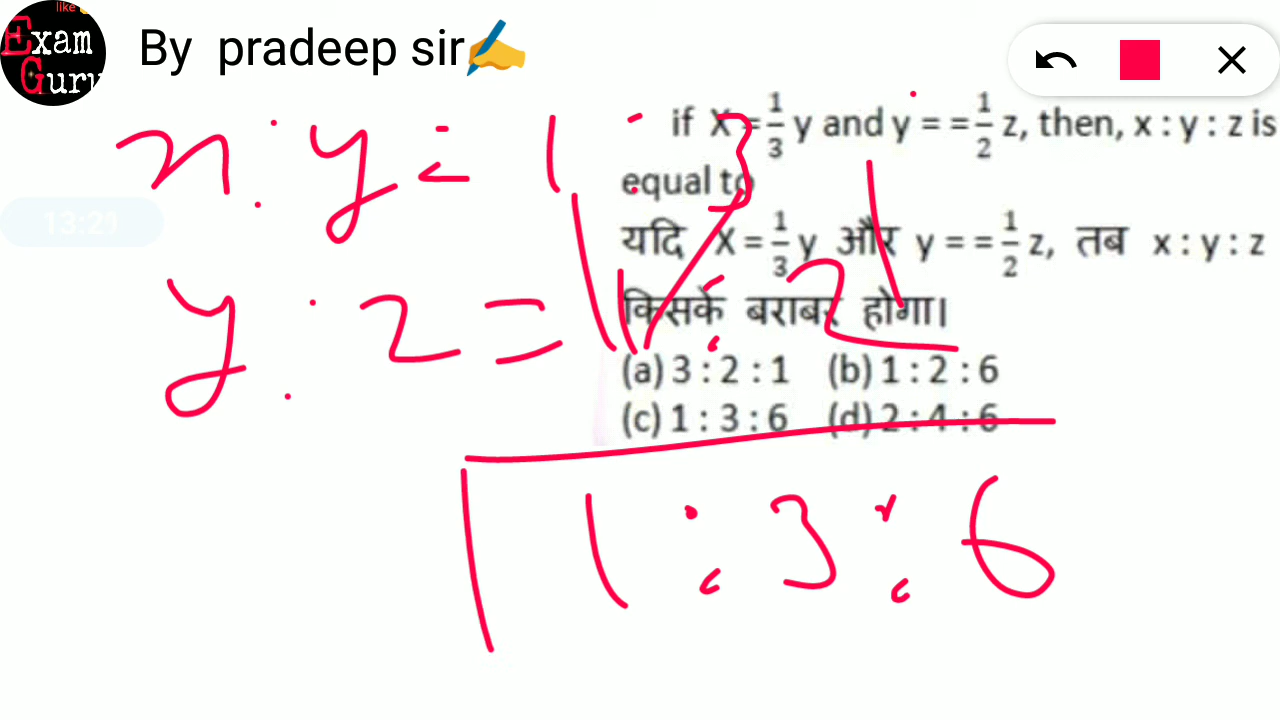 like
Exam
Guru
By pradeep sir✍
if X = 1/3 y and y = = 1/2 z, then, x : y : z is
equal to
यदि X = 1/3 y और y = = 1/2 z, तब x : y : z
किसके बराबर होगा।
(a) 3 : 2 : 1 (b) 1 : 2 : 6
(c) 1 : 3 : 6 (d) 2 : 4 : 6
x : y = 1 : 3
y : z = 1 : 2
1 : 3 : 6